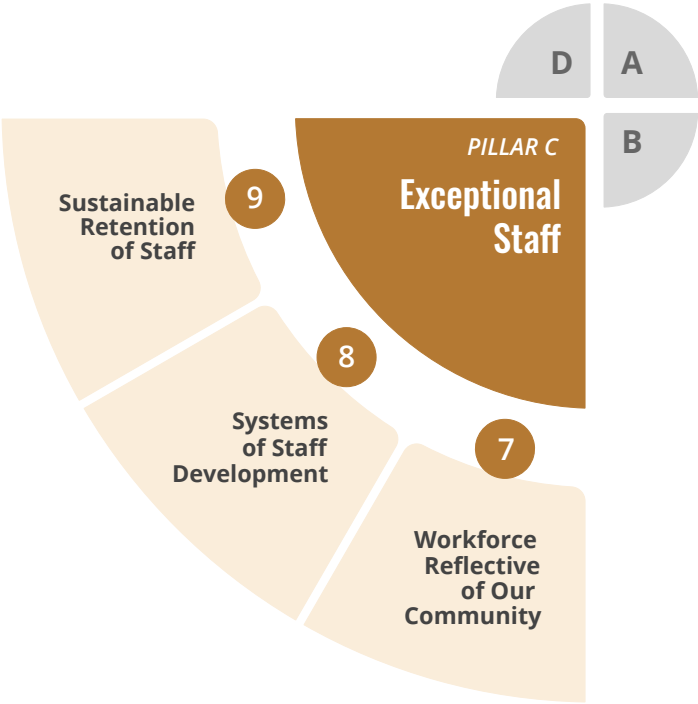 D
A
B
PILLAR C
Exceptional
Staff
9
Sustainable
Retention
of Staff
8
Systems
of Staff
Development
7
Workforce
Reflective
of Our
Community